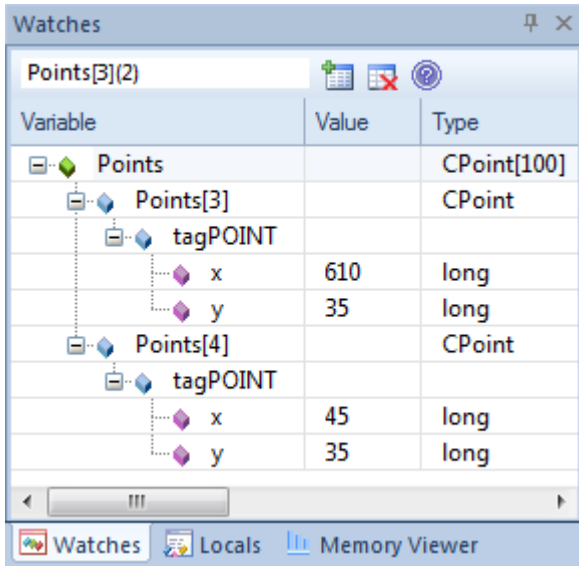 Watches
Points[3](2)
Variable Value Type
Points CPoint[100]
Points[3] CPoint
tagPOINT
x 610 long
y 35 long
Points[4] CPoint
tagPOINT
x 45 long
y 35 long
Watches Locals Memory Viewer